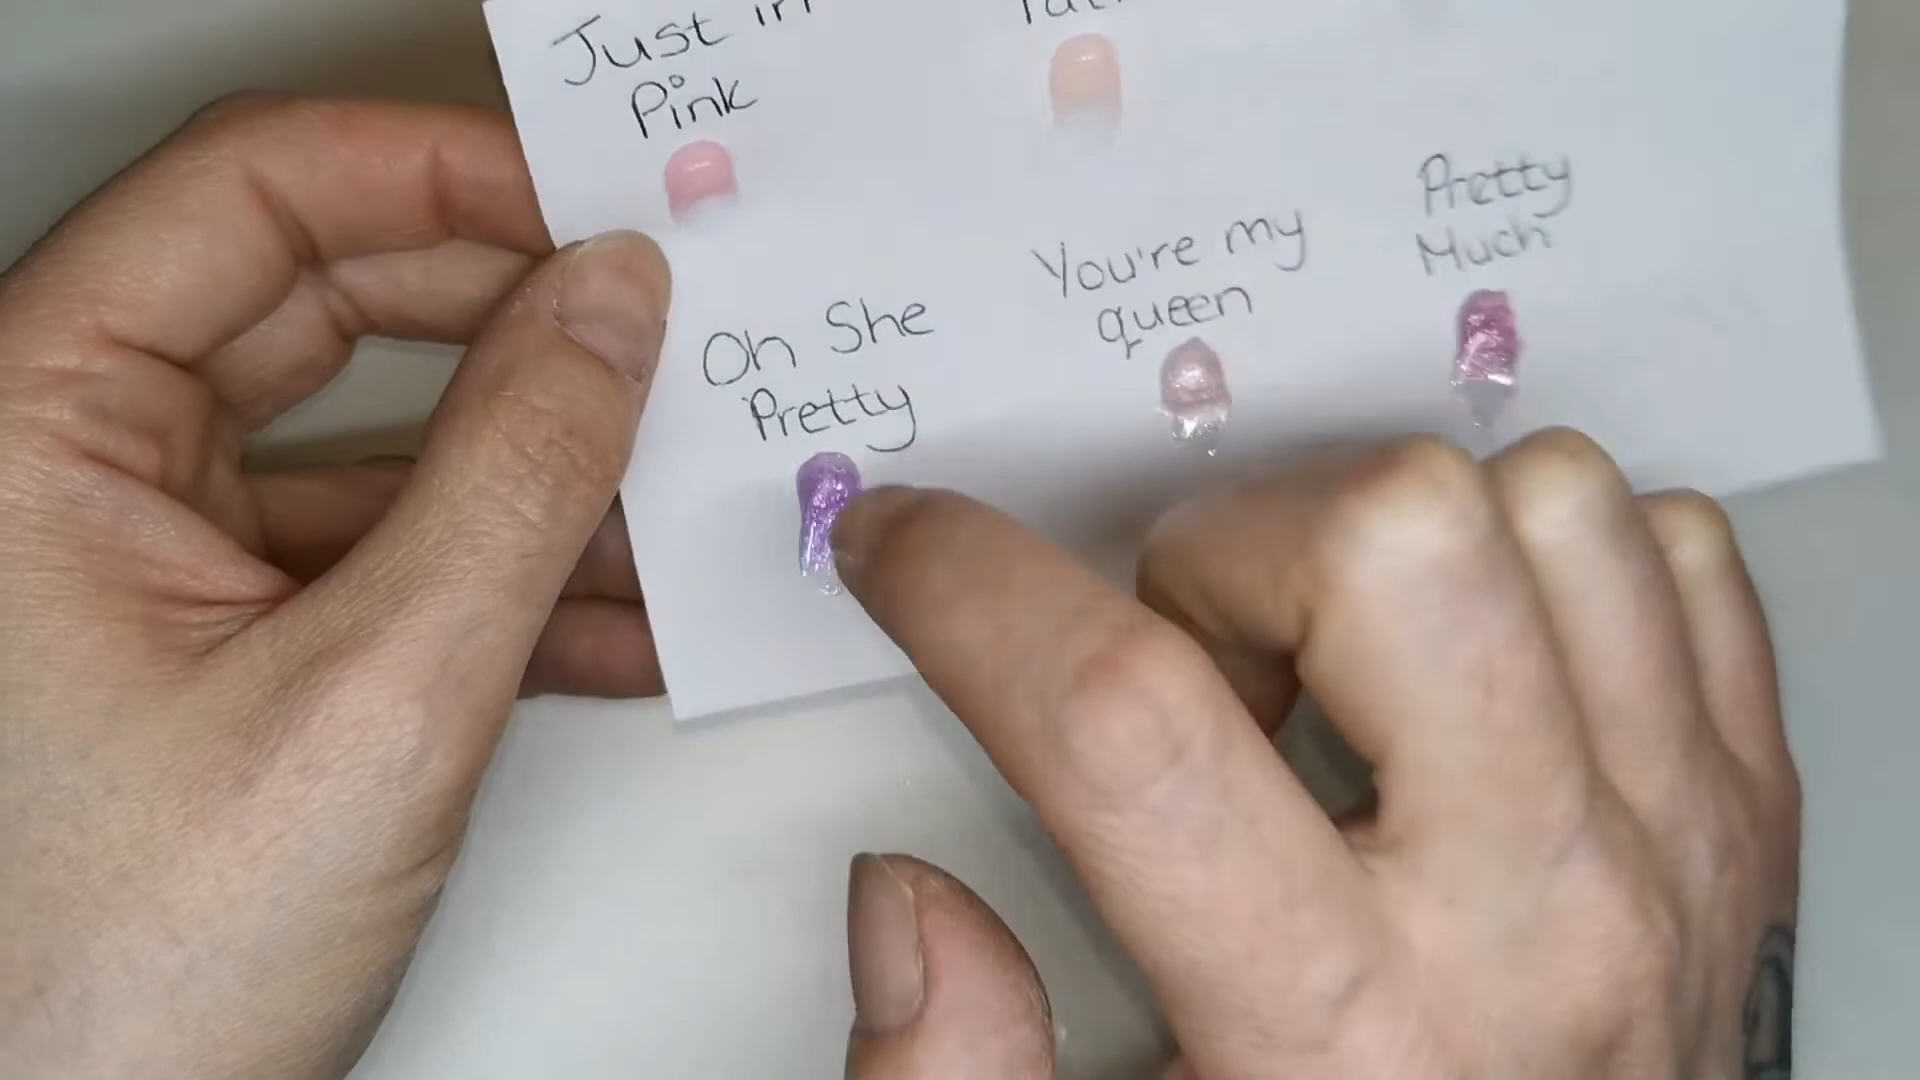 Just in
Pink
Oh She
Pretty
You're my
queen
Pretty
Much